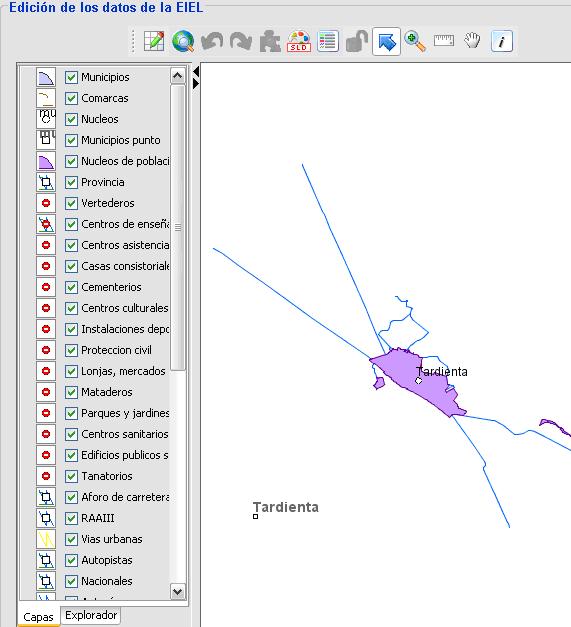 Edición de los datos de la EIEL
SLD
Municipios
Comarcas
Nucleos
Municipios punto
Nucleos de poblaci
Provincia
Vertederos
Centros de enseña
Centros asistencia
Casas consistoriale
Cementerios
Centros culturales
Instalaciones depo
Proteccion civil
Lonjas, mercados
Mataderos
Parques y jardines
Centros sanitarios
Edificios publicos s
Tanatorios
Aforo de carretera
RAAIII
Vias urbanas
Autopistas
Nacionales
Capas
Explorador
Tardienta
Tardienta